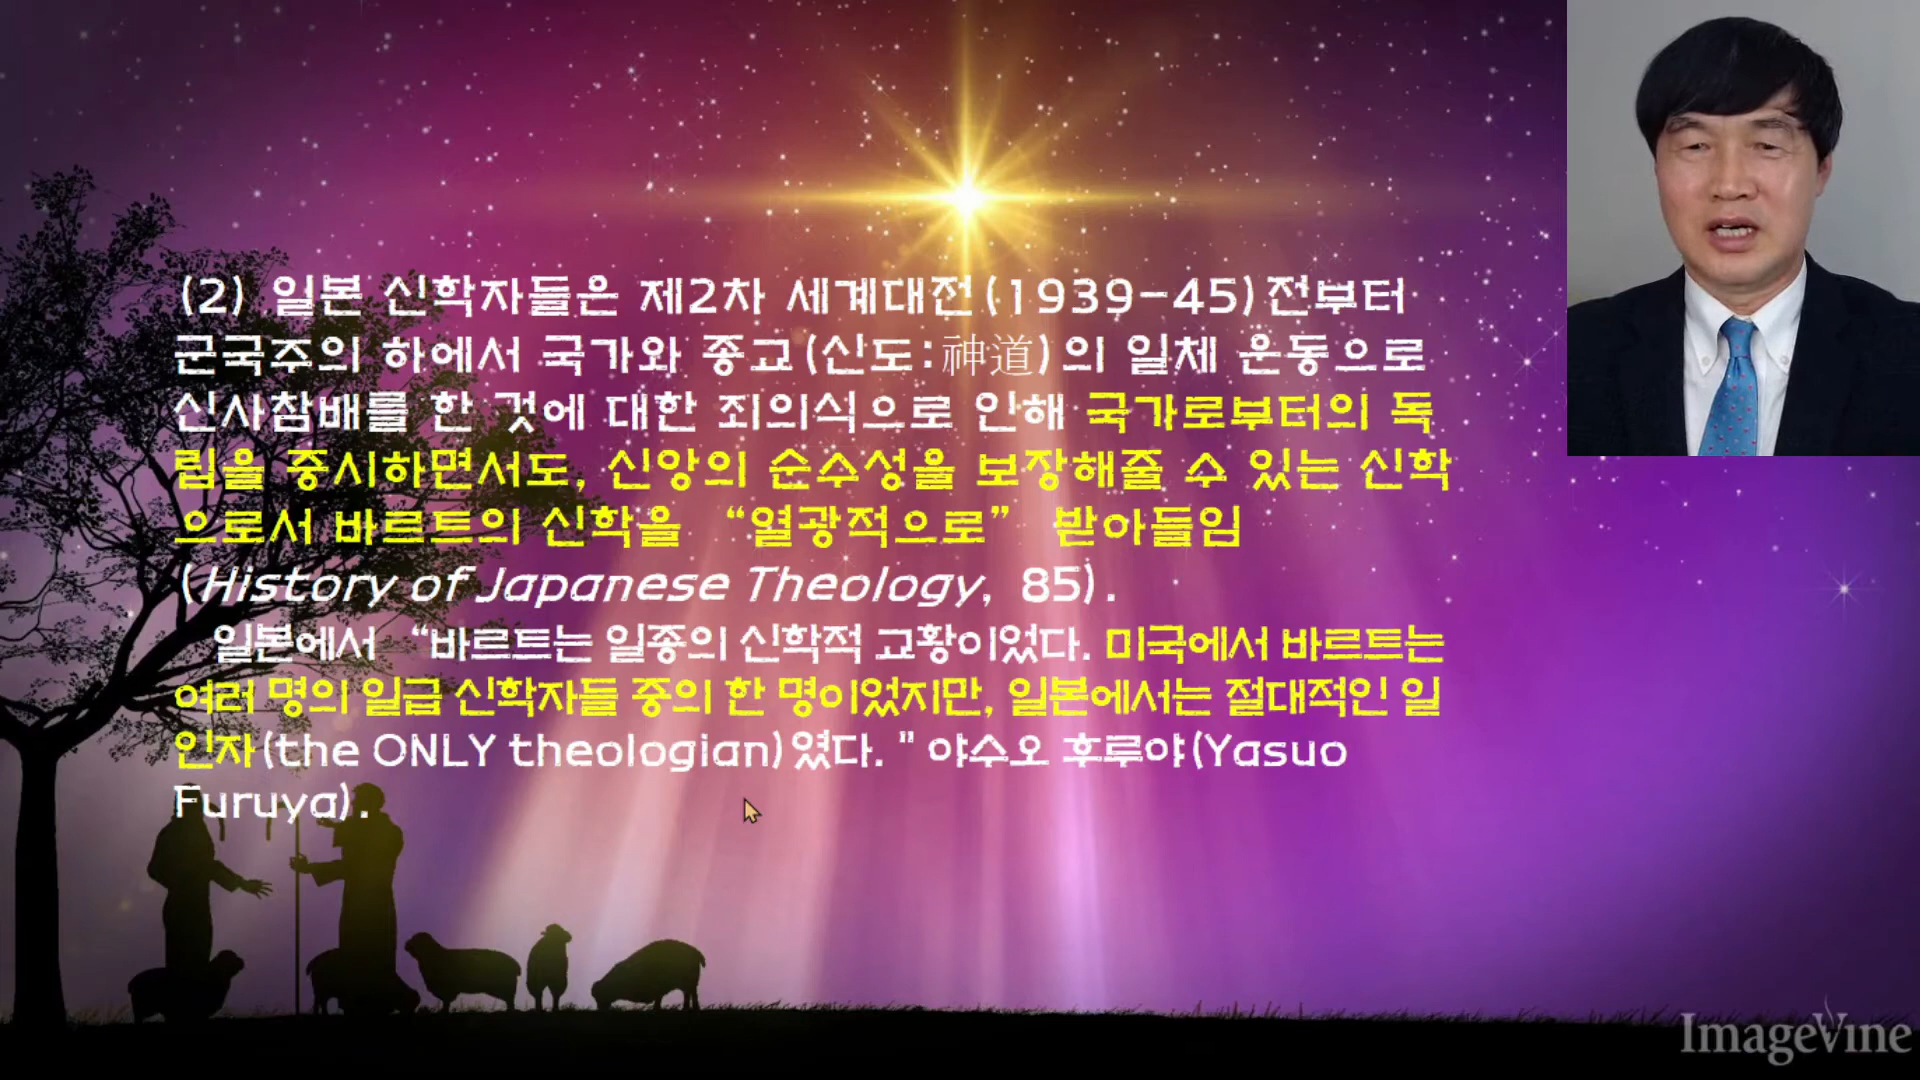 (2) 일본 신학자들은 제2차 세계대전(1939-45)전부터
군국주의 하에서 국가와 종교(신도:神道)의 일체 운동으로
신사참배를 한 것에 대한 죄의식으로 인해 국가로부터의 독
립을 중시하면서도, 신앙의 순수성을 보장해줄 수 있는 신학
으로서 바르트의 신학을 “열광적으로” 받아들임
(History of Japanese Theology, 85).
일본에서 “바르트는 일종의 신학적 교황이었다. 미국에서 바르트는
여러 명의 일급 신학자들 중의 한 명이었지만, 일본에서는 절대적인 일
인자(the ONLY theologian)였다." 야수오 후루야(Yasuo
Furuya).
ImageVine